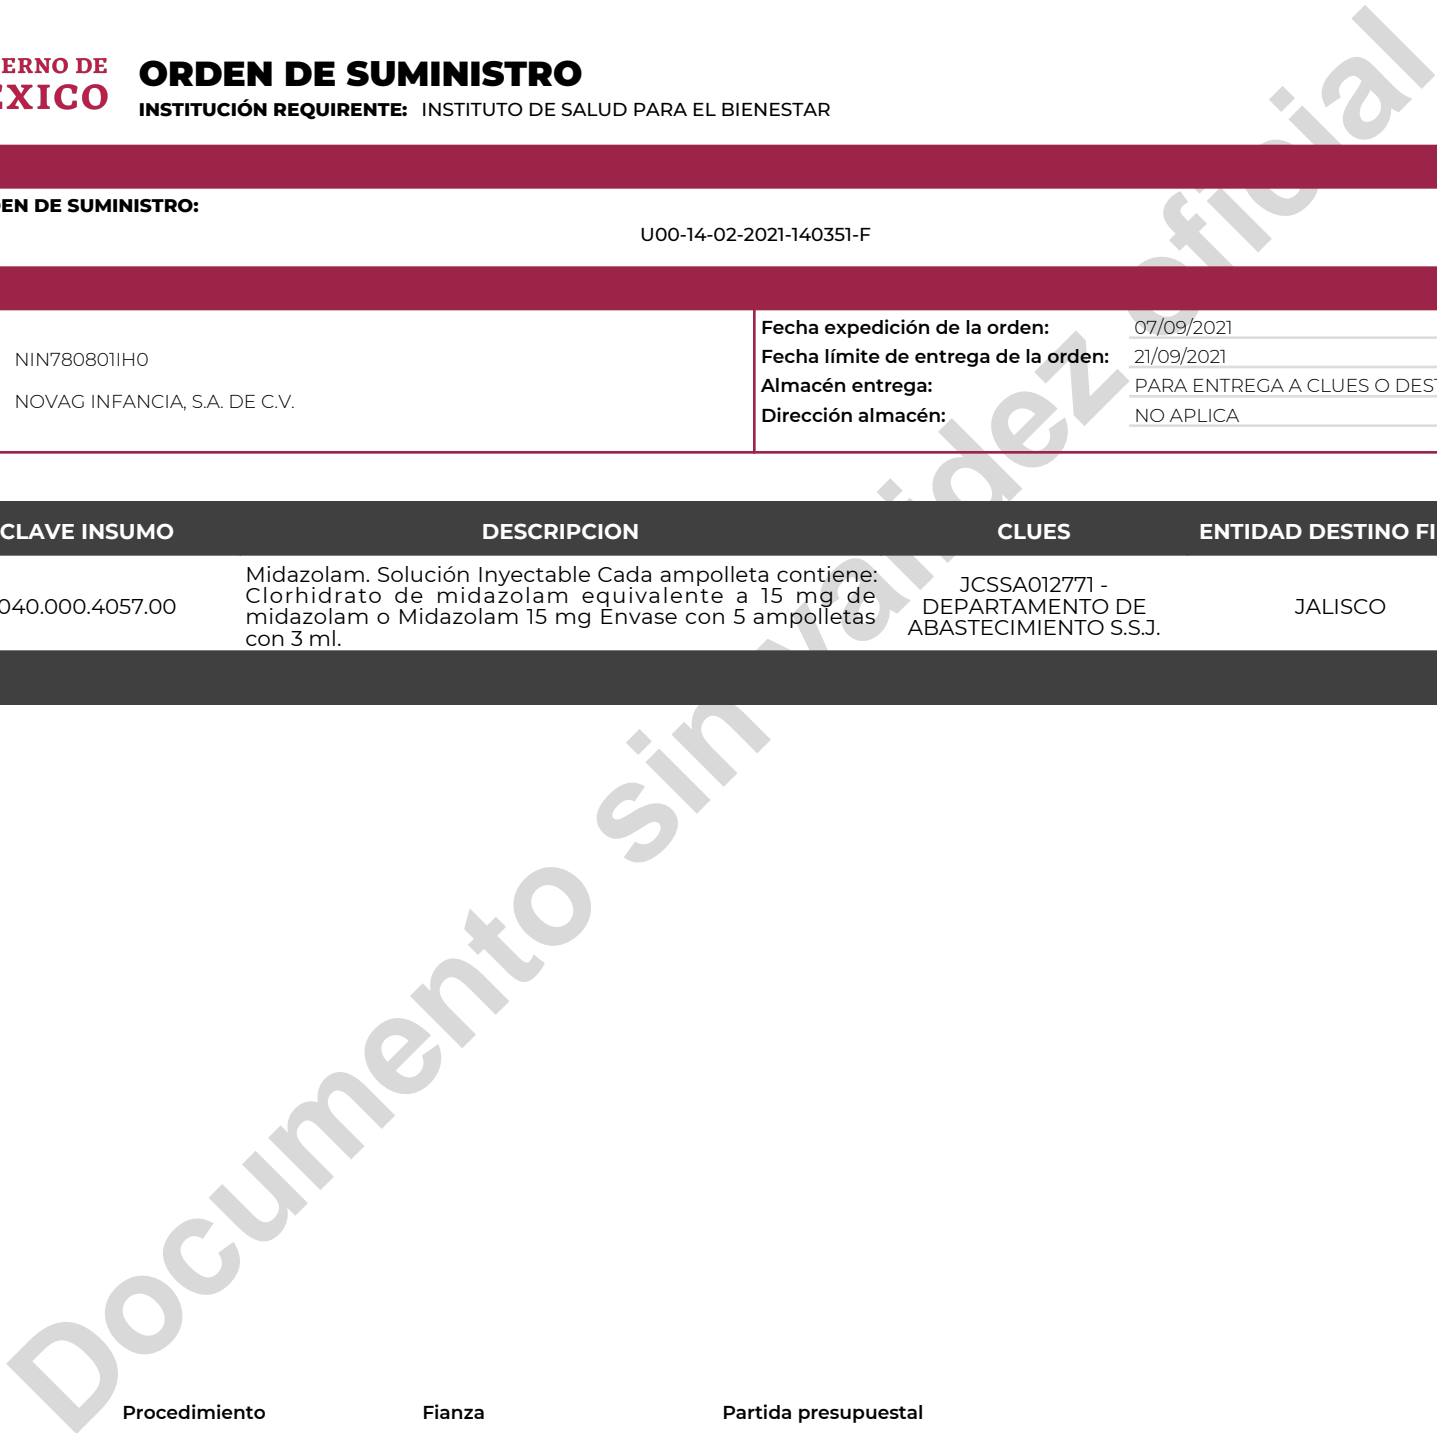 ERNO DE
ÉXICO
ORDEN DE SUMINISTRO
INSTITUCIÓN REQUIRENTE: INSTITUTO DE SALUD PARA EL BIENESTAR
EN DE SUMINISTRO:
U00-14-02-2021-140351-F
NIN780801IH0
NOVAG INFANCIA, S.A. DE C.V.
Fecha expedición de la orden: 07/09/2021
Fecha límite de entrega de la orden: 21/09/2021
Almacén entrega: PARA ENTREGA A CLUES O DEST
Dirección almacén: NO APLICA
CLAVE INSUMO DESCRIPCION CLUES ENTIDAD DESTINO FI
040.000.4057.00
Midazolam. Solución Inyectable Cada ampolleta contiene:
Clorhidrato de midazolam equivalente a 15 mg de
midazolam o Midazolam 15 mg Envase con 5 ampolletas
con 3 ml.
JCSSA012771 -
DEPARTAMENTO DE
ABASTECIMIENTO S.S.J.
JALISCO
Documento sin validez oficial
Procedimiento Fianza Partida presupuestal